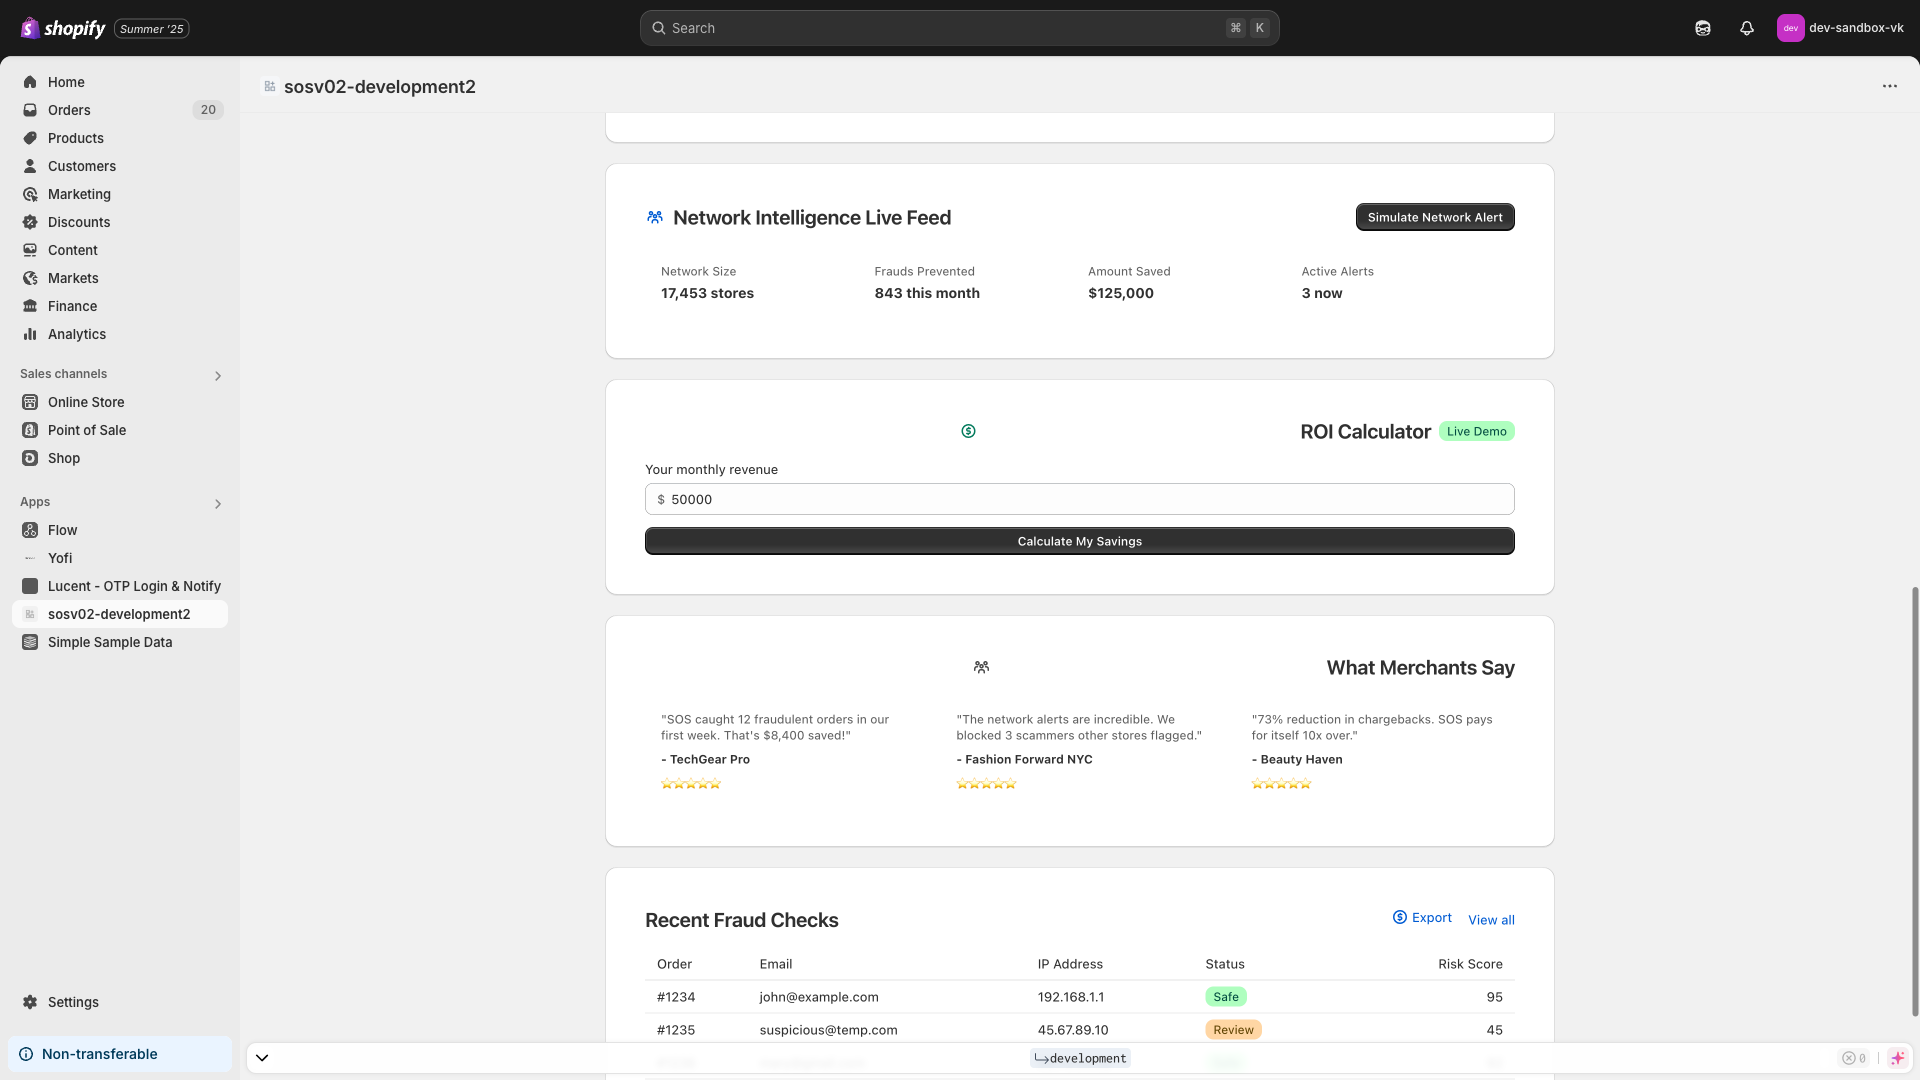 shopify Summer '25
Search
⌘ K
dev dev-sandbox-vk
Home
Orders 20
Products
Customers
Marketing
Discounts
Content
Markets
Finance
Analytics
Sales channels
Online Store
Point of Sale
Shop
Apps
Flow
Yofi
Lucent - OTP Login & Notify
sosv02-development2
Simple Sample Data
Settings
Non-transferable
sosv02-development2
Network Intelligence Live Feed
Simulate Network Alert
Network Size Frauds Prevented Amount Saved Active Alerts
17,453 stores 843 this month $125,000 3 now
ROI Calculator Live Demo
Your monthly revenue
$ 50000
Calculate My Savings
What Merchants Say
"SOS caught 12 fraudulent orders in our
first week. That's $8,400 saved!"
- TechGear Pro
"The network alerts are incredible. We
blocked 3 scammers other stores flagged."
- Fashion Forward NYC
"73% reduction in chargebacks. SOS pays
for itself 10x over."
- Beauty Haven
Recent Fraud Checks
Export View all
Order Email IP Address Status Risk Score
#1234 john@example.com 192.168.1.1 Safe 95
#1235 suspicious@temp.com 45.67.89.10 Review 45
development
0